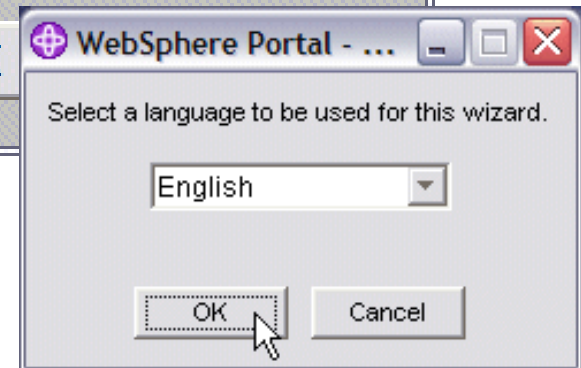 WebSphere Portal - ...
Select a language to be used for this wizard.
English
OK
Cancel